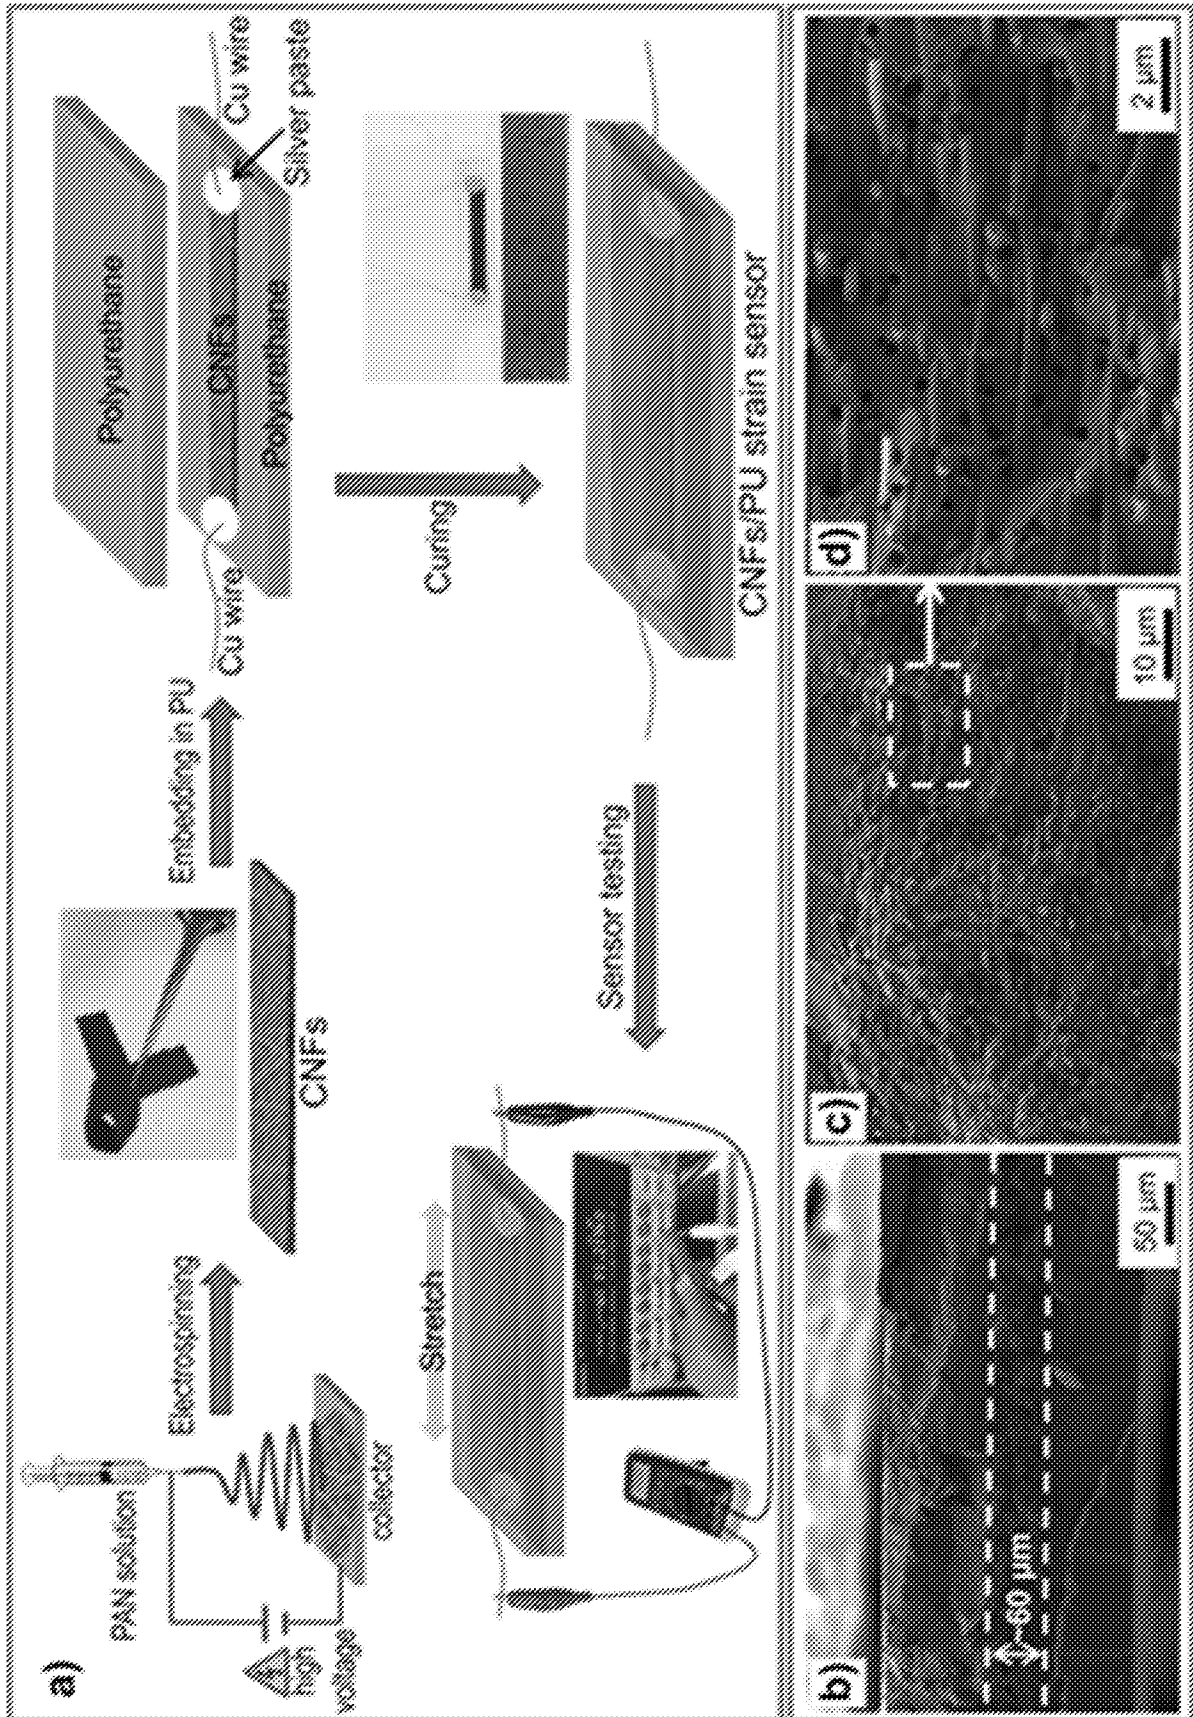 a)
PAN solution
high
voltage
collector
Electrospinning
CNFs
Embedding in PU
Polyurethane
CNFs
Polyurethane
Cu wire
Cu wire
Silver paste
Curing
CNFs/PU strain sensor
Sensor testing
Stretch
b)
~60 µm
50 µm
c)
10 µm
d)
2 µm